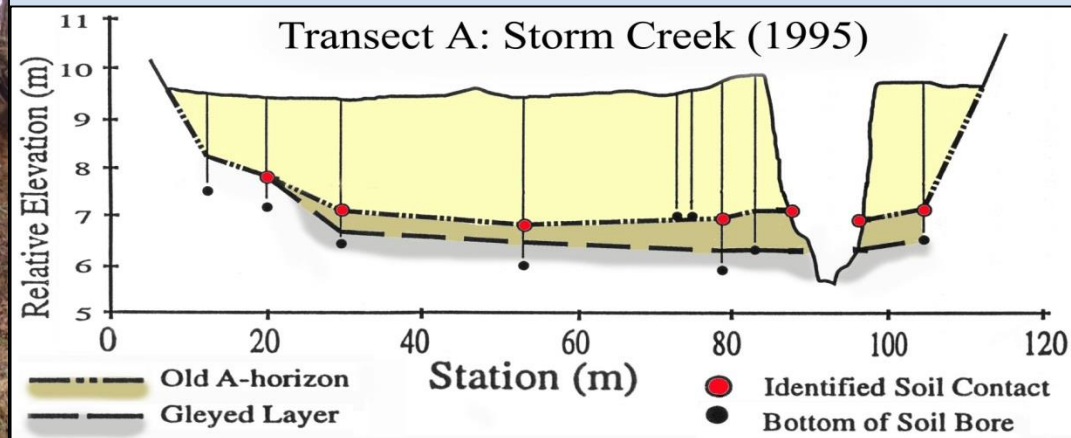 Transect A: Storm Creek (1995)
11
10
9
8
7
6
5
Relative Elevation (m)
0 20 40 60 80 100 120
Station (m)
Old A-horizon
Gleyed Layer
Identified Soil Contact
Bottom of Soil Bore